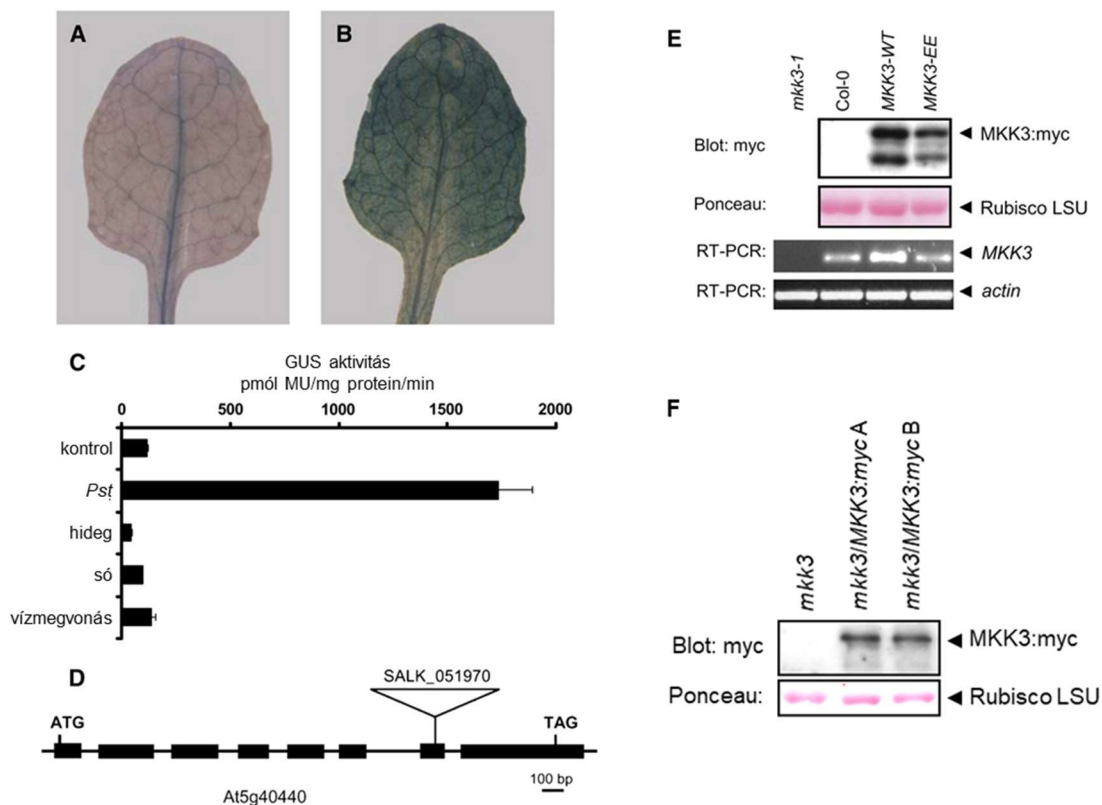 A
B
C
GUS aktivitás
pmól MU/mg protein/min
0 500 1000 1500 2000
kontrol
Pst
hideg
só
vízmegvonás
D
SALK_051970
ATG TAG
100 bp
At5g40440
E
mkk3-1 Col-0 MKK3-WT MKK3-EE
Blot: myc MKK3:myc
Ponceau: Rubisco LSU
RT-PCR: MKK3
RT-PCR: actin
F
mkk3 mkk3/MKK3:myc A mkk3/MKK3:myc B
Blot: myc MKK3:myc
Ponceau: Rubisco LSU